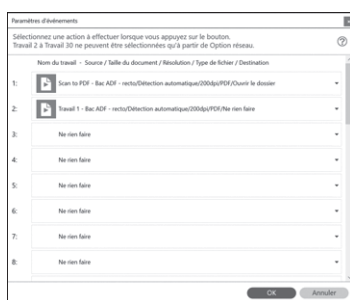 Paramètres d'événements
Sélectionnez une action à effectuer lorsque vous appuyez sur le bouton.
Travail 2 à Travail 30 ne peuvent être sélectionnées qu'à partir de Option réseau.
Nom du travail - Source / Taille du document / Résolution / Type de fichier / Destination
1: Scan to PDF - Bac ADF - recto/Détection automatique/200dpi/PDF/Ouvrir le dossier
2: Travail 1 - Bac ADF - recto/Détection automatique/200dpi/PDF/Ne rien faire
3: Ne rien faire
4: Ne rien faire
5: Ne rien faire
6: Ne rien faire
7: Ne rien faire
8: Ne rien faire
OK Annuler